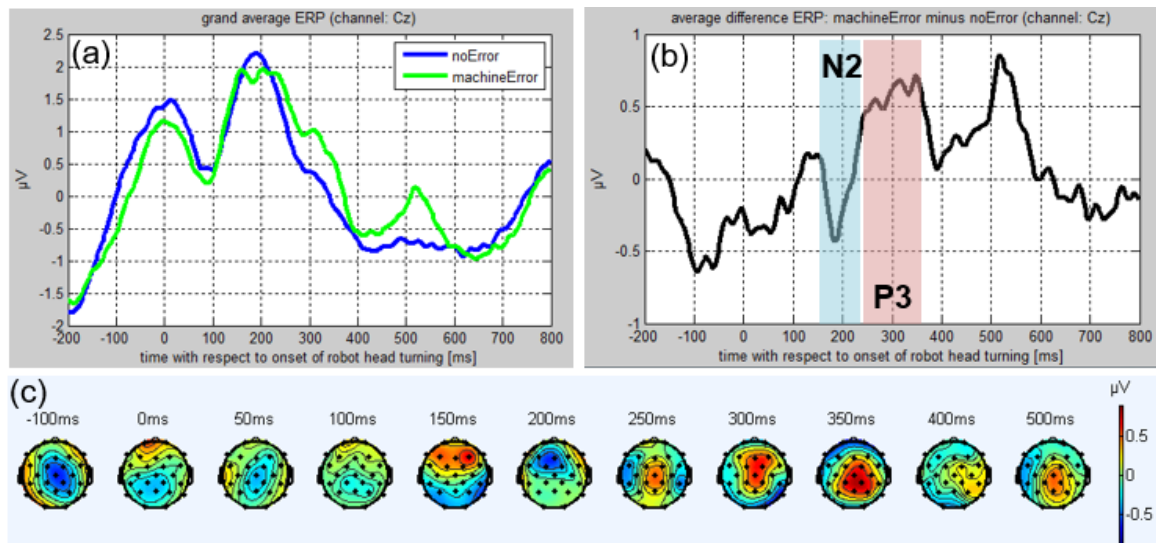 (a)
grand average ERP (channel: Cz)
noError
machineError
2.5
2
1.5
1
0.5
0
-0.5
-1
-1.5
-2
µV
-200 -100 0 100 200 300 400 500 600 700 800
time with respect to onset of robot head turning [ms]
(b)
average difference ERP: machineError minus noError (channel: Cz)
N2
P3
1
0.5
0
-0.5
-1
µV
-200 -100 0 100 200 300 400 500 600 700 800
time with respect to onset of robot head turning [ms]
(c)
-100ms 0ms 50ms 100ms 150ms 200ms 250ms 300ms 350ms 400ms 500ms
µV
0.5
0
-0.5